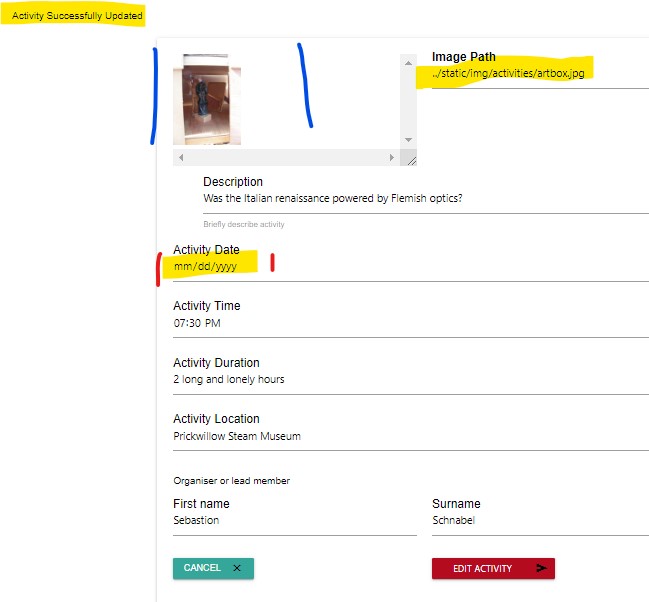 Activity Successfully Updated
Image Path
../static/img/activities/artbox.jpg
Description
Was the Italian renaissance powered by Flemish optics?
Briefly describe activity
Activity Date
mm/dd/yyyy
Activity Time
07:30 PM
Activity Duration
2 long and lonely hours
Activity Location
Prickwillow Steam Museum
Organiser or lead member
First name
Surname
Sebastion
Schnabel
CANCEL
EDIT ACTIVITY